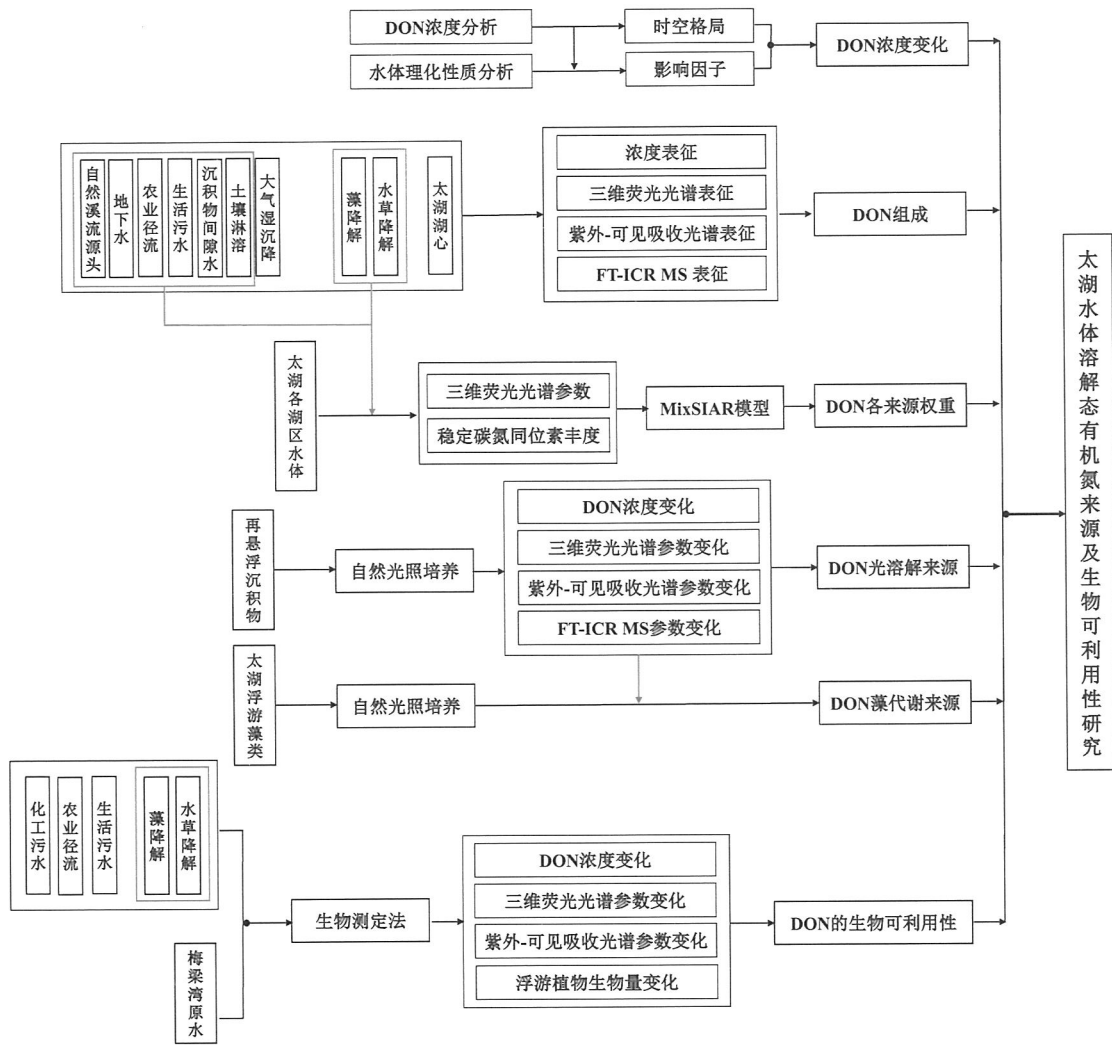 DON浓度分析
时空格局
DON浓度变化
水体理化性质分析
影响因子
自然溪流源头
地下水
农业径流
生活污水
沉积物间隙水
土壤淋溶
大气湿沉降
藻降解
水草降解
太湖湖心
浓度表征
三维荧光光谱表征
紫外-可见吸收光谱表征
FT-ICR MS 表征
DON组成
太湖各湖区水体
三维荧光光谱参数
稳定碳氮同位素丰度
MixSIAR模型
DON各来源权重
再悬浮沉积物
自然光照培养
DON浓度变化
三维荧光光谱参数变化
紫外-可见吸收光谱参数变化
FT-ICR MS参数变化
DON光溶解来源
太湖浮游藻类
自然光照培养
DON藻代谢来源
化工污水
农业径流
生活污水
藻降解
水草降解
梅梁湾原水
生物测定法
DON浓度变化
三维荧光光谱参数变化
紫外-可见吸收光谱参数变化
浮游植物生物量变化
DON的生物可利用性
太湖水体溶解态有机氮来源及生物可利用性研究